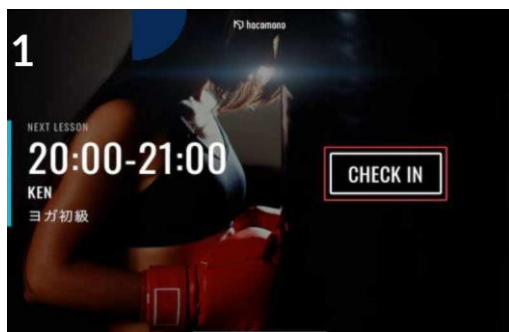 1
hacomono
NEXT LESSON
20:00-21:00
KEN
ヨガ初級
CHECK IN